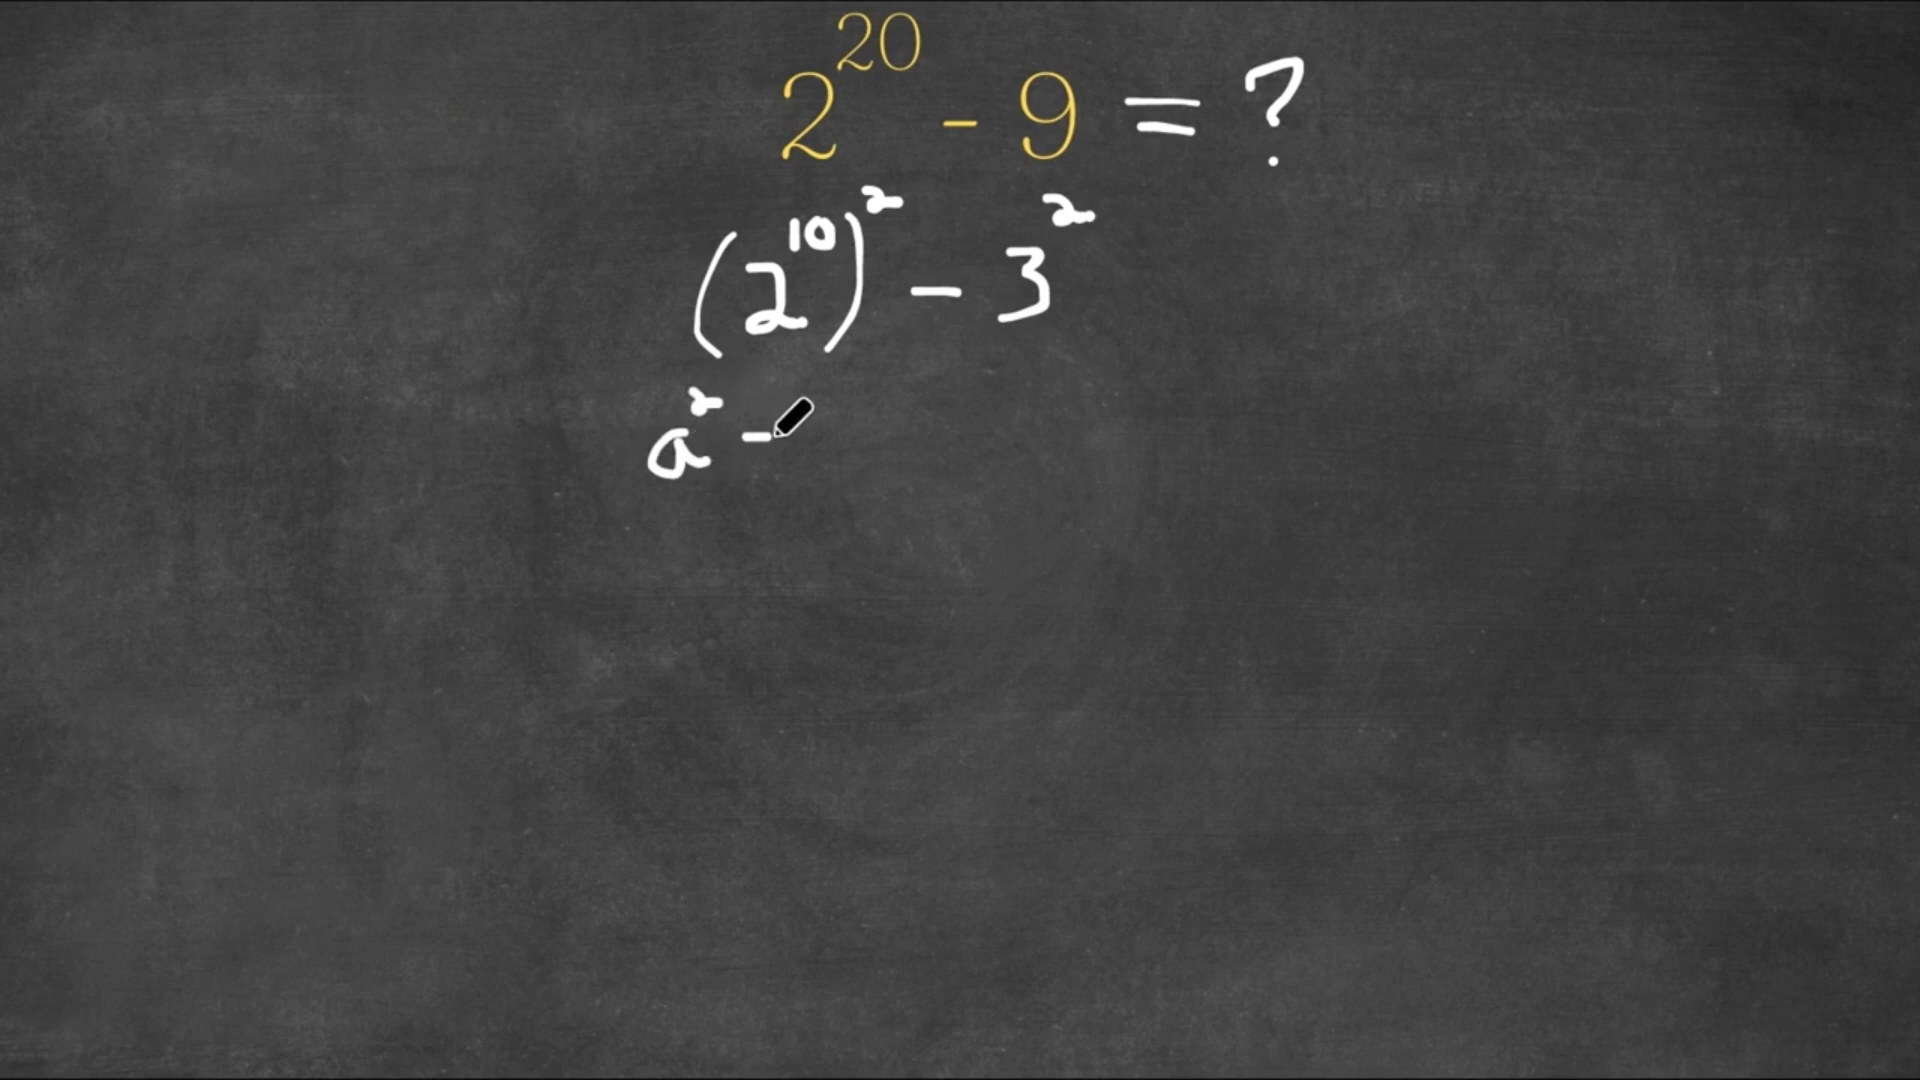 2^20 - 9 = ?
(2^10)^2 - 3^2
a^2 -